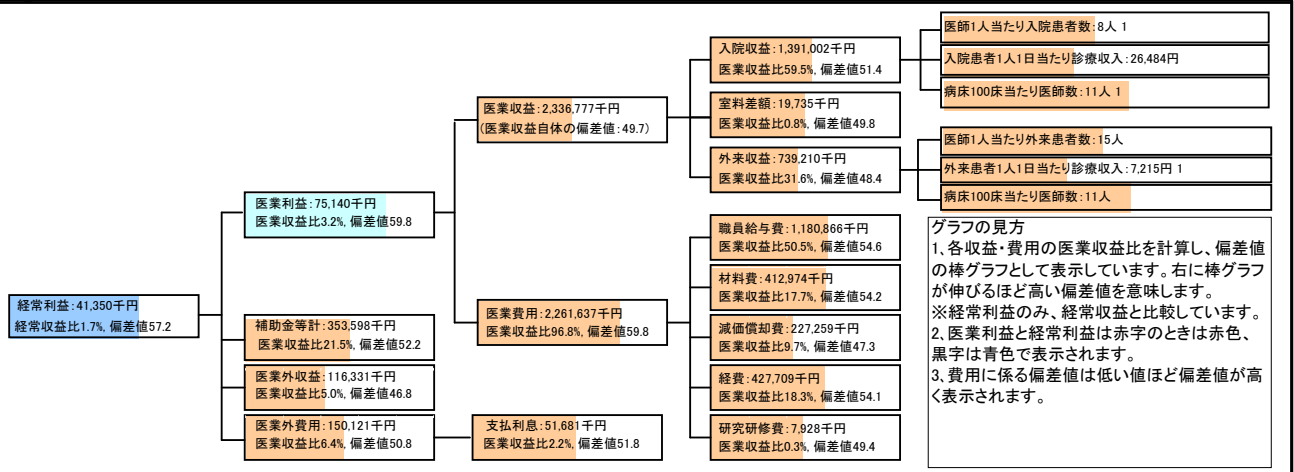 経常利益:41,350千円
経常収益比1.7%, 偏差値57.2
医業利益:75,140千円
医業収益比3.2%, 偏差値59.8
補助金等計:353,598千円
医業収益比21.5%, 偏差値52.2
医業外収益:116,331千円
医業収益比5.0%, 偏差値46.8
医業外費用:150,121千円
医業収益比6.4%, 偏差値50.8
医業収益:2,336,777千円
(医業収益自体の偏差値:49.7)
医業費用:2,261,637千円
医業収益比96.8%, 偏差値59.8
支払利息:51,681千円
医業収益比2.2%, 偏差値51.8
入院収益:1,391,002千円
医業収益比59.5%, 偏差値51.4
室料差額:19,735千円
医業収益比0.8%, 偏差値49.8
外来収益:739,210千円
医業収益比31.6%, 偏差値48.4
職員給与費:1,180,866千円
医業収益比50.5%, 偏差値54.6
材料費:412,974千円
医業収益比17.7%, 偏差値54.2
減価償却費:227,259千円
医業収益比9.7%, 偏差値47.3
経費:427,709千円
医業収益比18.3%, 偏差値54.1
研究研修費:7,928千円
医業収益比0.3%, 偏差値49.4
医師1人当たり入院患者数:8人 1
入院患者1人1日当たり診療収入:26,484円
病床100床当たり医師数:11人 1
医師1人当たり外来患者数:15人
外来患者1人1日当たり診療収入:7,215円 1
病床100床当たり医師数:11人
グラフの見方
1、各収益・費用の医業収益比を計算し、偏差値
の棒グラフとして表示しています。右に棒グラフ
が伸びるほど高い偏差値を意味します。
※経常利益のみ、経常収益と比較しています。
2、医業利益と経常利益は赤字のときは赤色、
黒字は青色で表示されます。
3、費用に係る偏差値は低い値ほど偏差値が高
く表示されます。